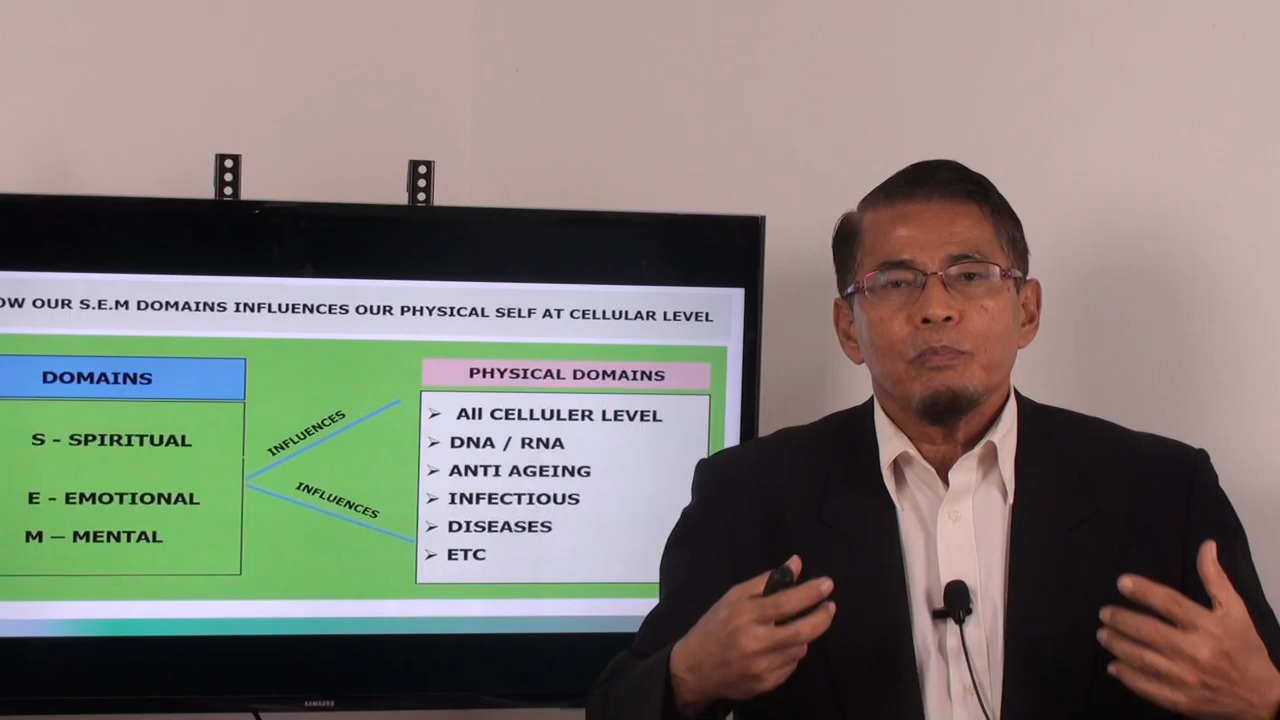 OW OUR S.E.M DOMAINS INFLUENCES OUR PHYSICAL SELF AT CELLULAR LEVEL
DOMAINS
S - SPIRITUAL
E - EMOTIONAL
M – MENTAL
INFLUENCES
INFLUENCES
PHYSICAL DOMAINS
➢ All CELLULER LEVEL
➢ DNA / RNA
➢ ANTI AGEING
➢ INFECTIOUS
➢ DISEASES
➢ ETC
SAMSUNG